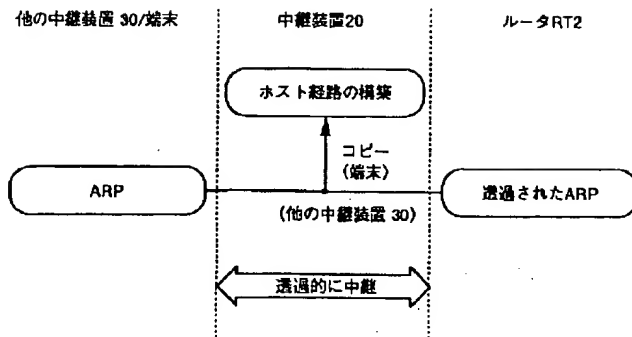 他の中継装置 30/端末
中継装置20
ルータRT2
ホスト経路の構築
コピー
(端末)
ARP
透過されたARP
(他の中継装置 30)
透過的に中継